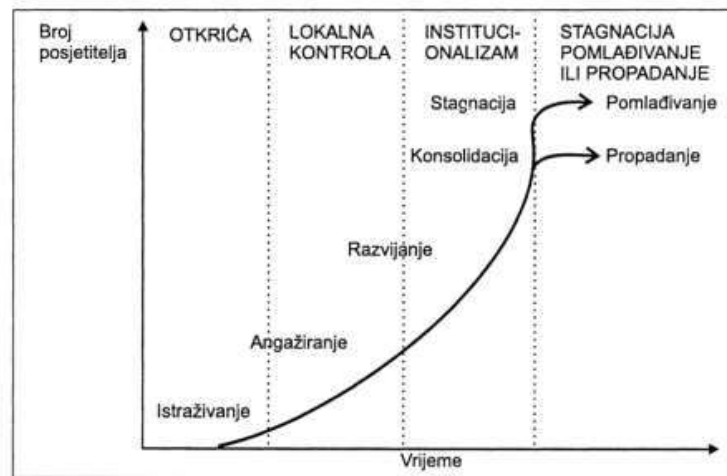 Broj
posjetitelja
OTKRIĆA
LOKALNA
KONTROLA
INSTITUCI-
ONALIZAM
STAGNACIJA
POMLAĐIVANJE
ILI PROPADANJE
Stagnacija
Pomlađivanje
Konsolidacija
Propadanje
Razvijanje
Angažiranje
Istraživanje
Vrijeme